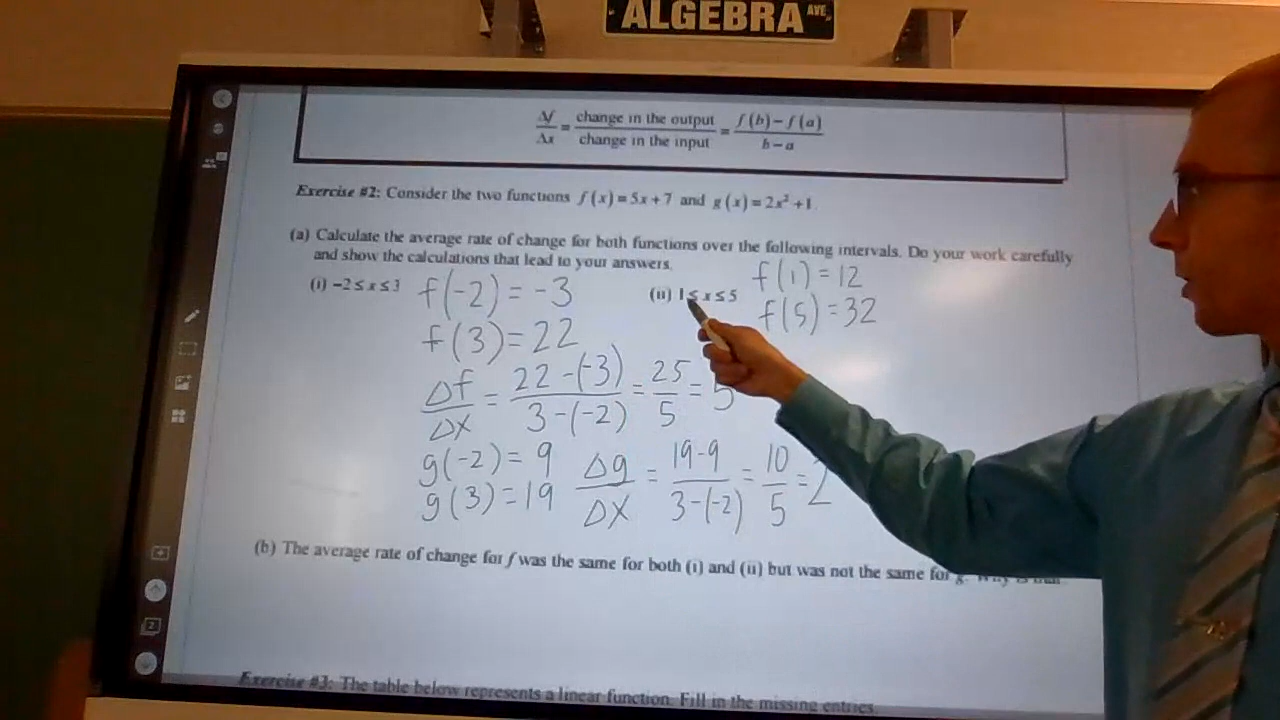 ALGEBRA AVE
Δf/Δx = change in the output/change in the input = f(b)−f(a)/b−a
Exercise #2: Consider the two functions f(x)=5x+7 and g(x)=2x²+1.
(a) Calculate the average rate of change for both functions over the following intervals. Do your work carefully
and show the calculations that lead to your answers.
(i) −2≤x≤3
f(-2) = -3
f(3)=22
Δf/Δx = 22-(-3)/3-(-2) = 25/5 = 5
g(-2)= 9
g(3)=19
Δg/Δx = 19-9/3-(-2) = 10/5 = 2
(ii) 1≤x≤5
f(1)=12
f(5)=32
(b) The average rate of change for f was the same for both (i) and (ii) but was not the same for g. Why is that
Exercise #3: The table below represents a linear function. Fill in the missing entries.
2